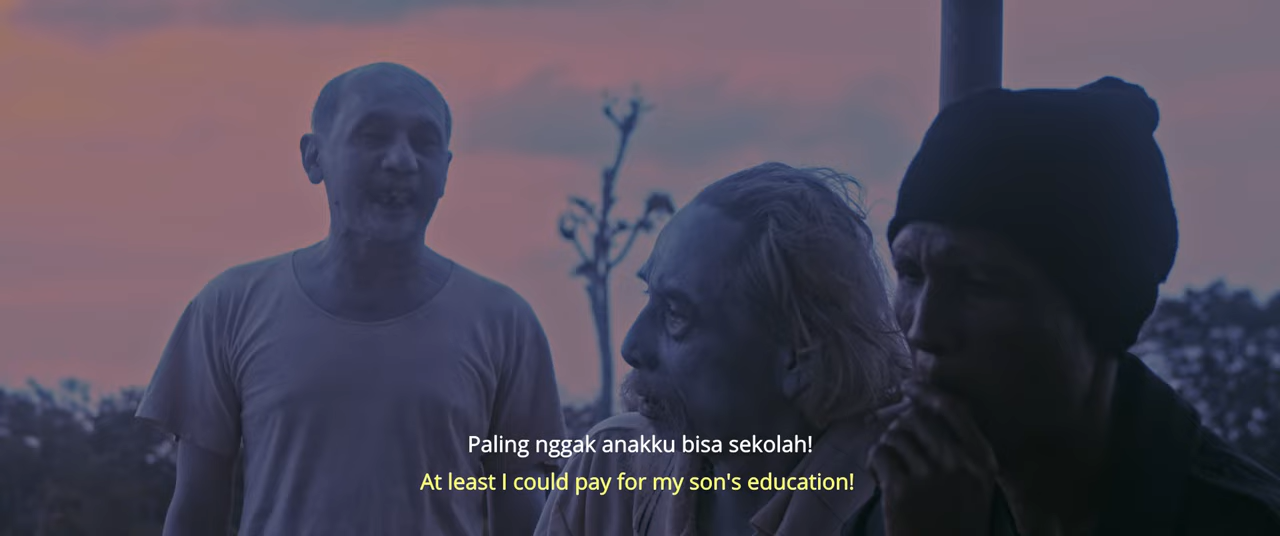 Paling nggak anakku bisa sekolah!
At least I could pay for my son's education!